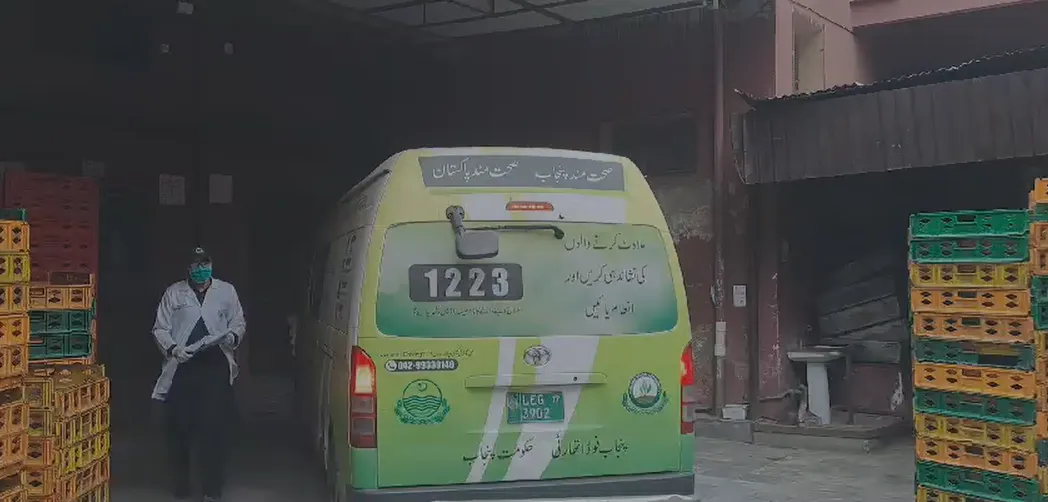 صحت مند پنجاب صحت مند پاکستان
ملاوٹ کرنے والوں
کی نشاندہی کریں اور
انعام پائیں
1223
042-99330148
LEG 17
3902
پنجاب فوڈ اتھارٹی حکومت پنجاب